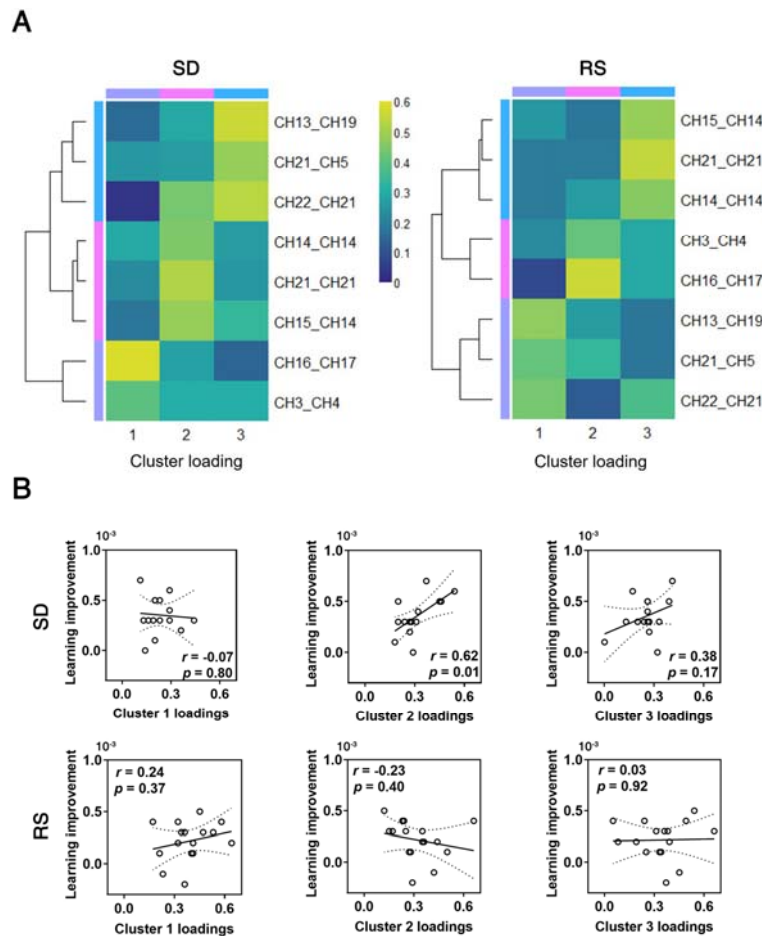 A
SD
RS
CH13_CH19
CH21_CH5
CH22_CH21
CH14_CH14
CH21_CH21
CH15_CH14
CH16_CH17
CH3_CH4
1 2 3
Cluster loading
0.6
0.5
0.4
0.3
0.2
0.1
0
CH15_CH14
CH21_CH21
CH14_CH14
CH3_CH4
CH16_CH17
CH13_CH19
CH21_CH5
CH22_CH21
1 2 3
Cluster loading
B
SD
10⁻³
Learning improvement
1.0
0.5
0.0
r = -0.07
p = 0.80
0.0 0.3 0.6
Cluster 1 loadings
10⁻³
Learning improvement
1.0
0.5
0.0
r = 0.62
p = 0.01
0.0 0.3 0.6
Cluster 2 loadings
10⁻³
Learning improvement
1.0
0.5
0.0
r = 0.38
p = 0.17
0.0 0.3 0.6
Cluster 3 loadings
RS
10⁻³
Learning improvement
1.0
0.5
0.0
r = 0.24
p = 0.37
0.0 0.3 0.6
Cluster 1 loadings
10⁻³
Learning improvement
1.0
0.5
0.0
r = -0.23
p = 0.40
0.0 0.3 0.6
Cluster 2 loadings
10⁻³
Learning improvement
1.0
0.5
0.0
r = 0.03
p = 0.92
0.0 0.3 0.6
Cluster 3 loadings